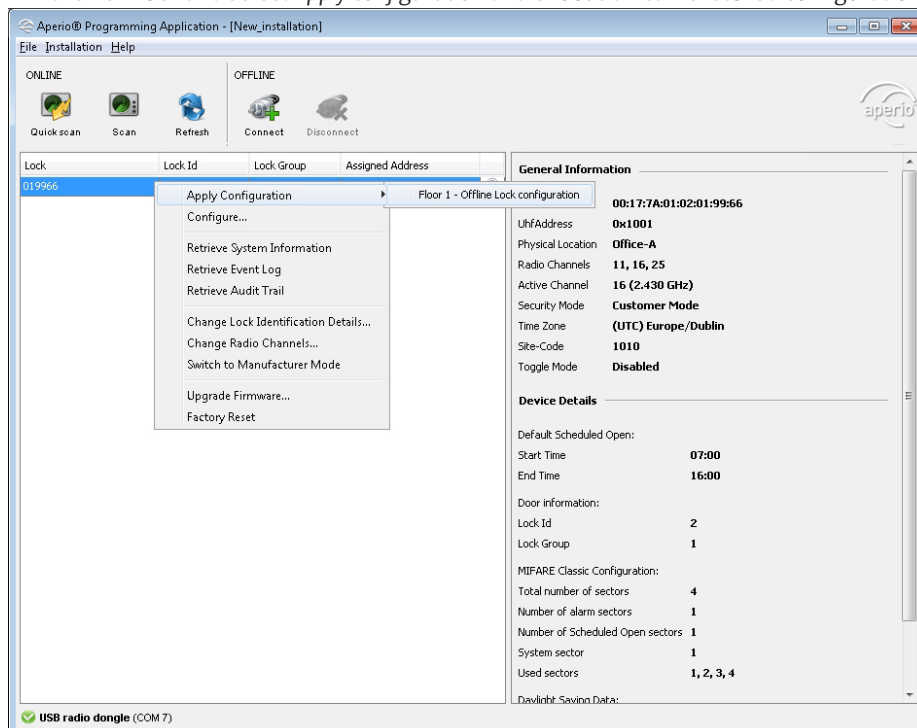 Aperio® Programming Application - [New_installation]
File Installation Help
ONLINE OFFLINE
Quick scan Scan Refresh Connect Disconnect
aperio
Lock Lock Id Lock Group Assigned Address
019966
Apply Configuration
Floor 1 - Offline Lock configuration
Configure...
Retrieve System Information
Retrieve Event Log
Retrieve Audit Trail
Change Lock Identification Details...
Change Radio Channels...
Switch to Manufacturer Mode
Upgrade Firmware...
Factory Reset
General Information
00:17:7A:01:02:01:99:66
UhfAddress 0x1001
Physical Location Office-A
Radio Channels 11, 16, 25
Active Channel 16 (2.430 GHz)
Security Mode Customer Mode
Time Zone (UTC) Europe/Dublin
Site-Code 1010
Toggle Mode Disabled
Device Details
Default Scheduled Open:
Start Time 07:00
End Time 16:00
Door information:
Lock Id 2
Lock Group 1
MIFARE Classic Configuration:
Total number of sectors 4
Number of alarm sectors 1
Number of Scheduled Open sectors 1
System sector 1
Used sectors 1, 2, 3, 4
Daylight Saving Data:
USB radio dongle (COM 7)